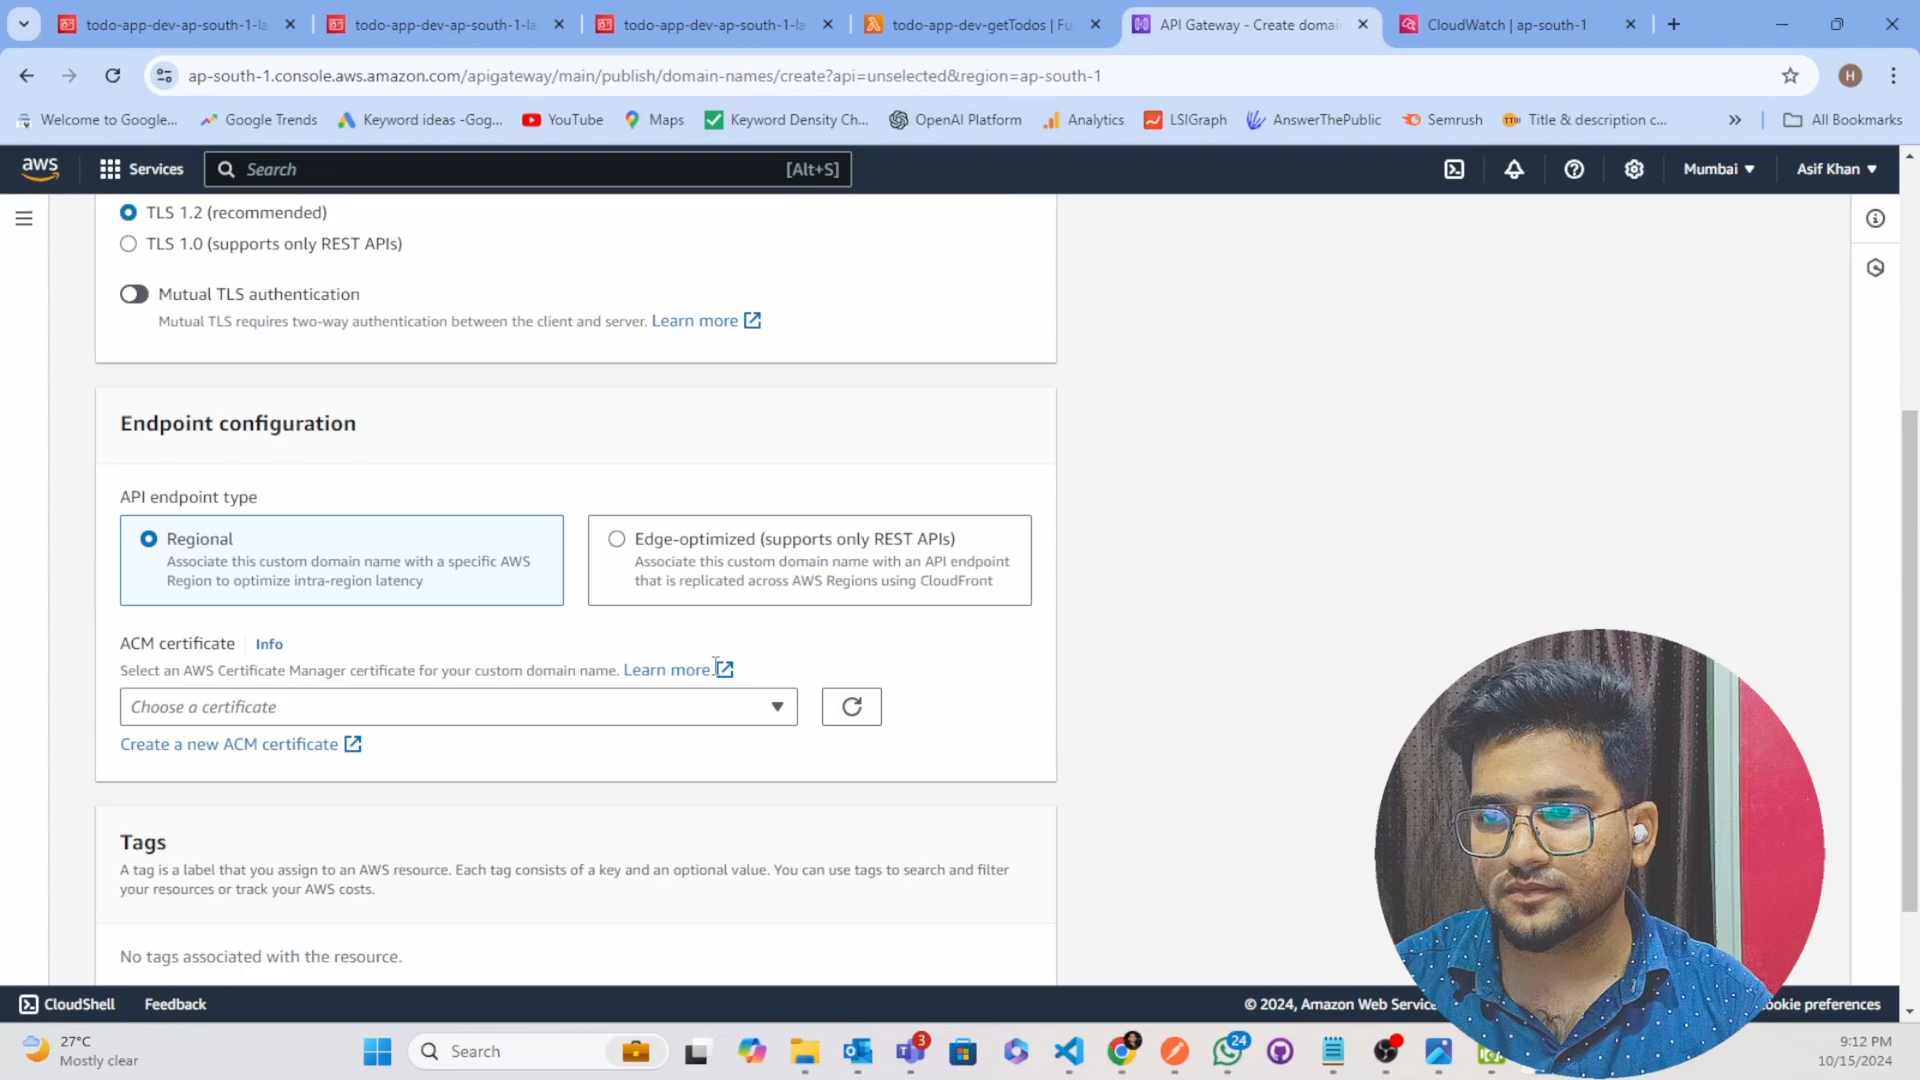 todo-app-dev-ap-south-1-la
todo-app-dev-ap-south-1-la
todo-app-dev-ap-south-1-la
todo-app-dev-getTodos | Fu
API Gateway - Create domai
CloudWatch | ap-south-1
ap-south-1.console.aws.amazon.com/apigateway/main/publish/domain-names/create?api=unselected&region=ap-south-1
H
Welcome to Google...
Google Trends
Keyword ideas -Gog...
YouTube
Maps
Keyword Density Ch...
OpenAI Platform
Analytics
LSIGraph
AnswerThePublic
Semrush
Title & description c...
All Bookmarks
aws
Services
Search
[Alt+S]
Mumbai
Asif Khan
TLS 1.2 (recommended)
TLS 1.0 (supports only REST APIs)
Mutual TLS authentication
Mutual TLS requires two-way authentication between the client and server. Learn more
Endpoint configuration
API endpoint type
Regional
Associate this custom domain name with a specific AWS
Region to optimize intra-region latency
Edge-optimized (supports only REST APIs)
Associate this custom domain name with an API endpoint
that is replicated across AWS Regions using CloudFront
ACM certificate Info
Select an AWS Certificate Manager certificate for your custom domain name. Learn more.
Choose a certificate
Create a new ACM certificate
Tags
A tag is a label that you assign to an AWS resource. Each tag consists of a key and an optional value. You can use tags to search and filter
your resources or track your AWS costs.
No tags associated with the resource.
CloudShell
Feedback
© 2024, Amazon Web Service
ookie preferences
27°C
Mostly clear
Search
3
24
9:12 PM
10/15/2024